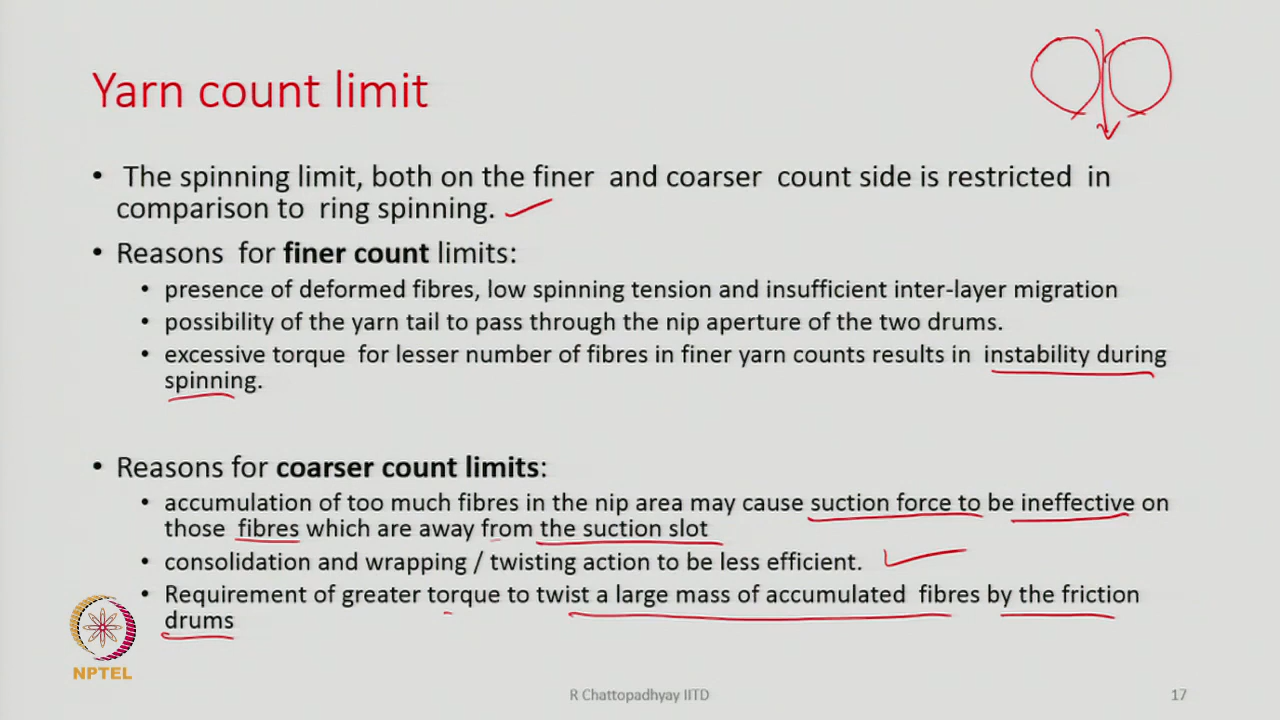 Yarn count limit
• The spinning limit, both on the finer and coarser count side is restricted in
comparison to ring spinning.
• Reasons for finer count limits:
• presence of deformed fibres, low spinning tension and insufficient inter-layer migration
• possibility of the yarn tail to pass through the nip aperture of the two drums.
• excessive torque for lesser number of fibres in finer yarn counts results in instability during
spinning.
• Reasons for coarser count limits:
• accumulation of too much fibres in the nip area may cause suction force to be ineffective on
those fibres which are away from the suction slot
• consolidation and wrapping / twisting action to be less efficient.
• Requirement of greater torque to twist a large mass of accumulated fibres by the friction
drums
NPTEL
R Chattopadhyay IITD
17